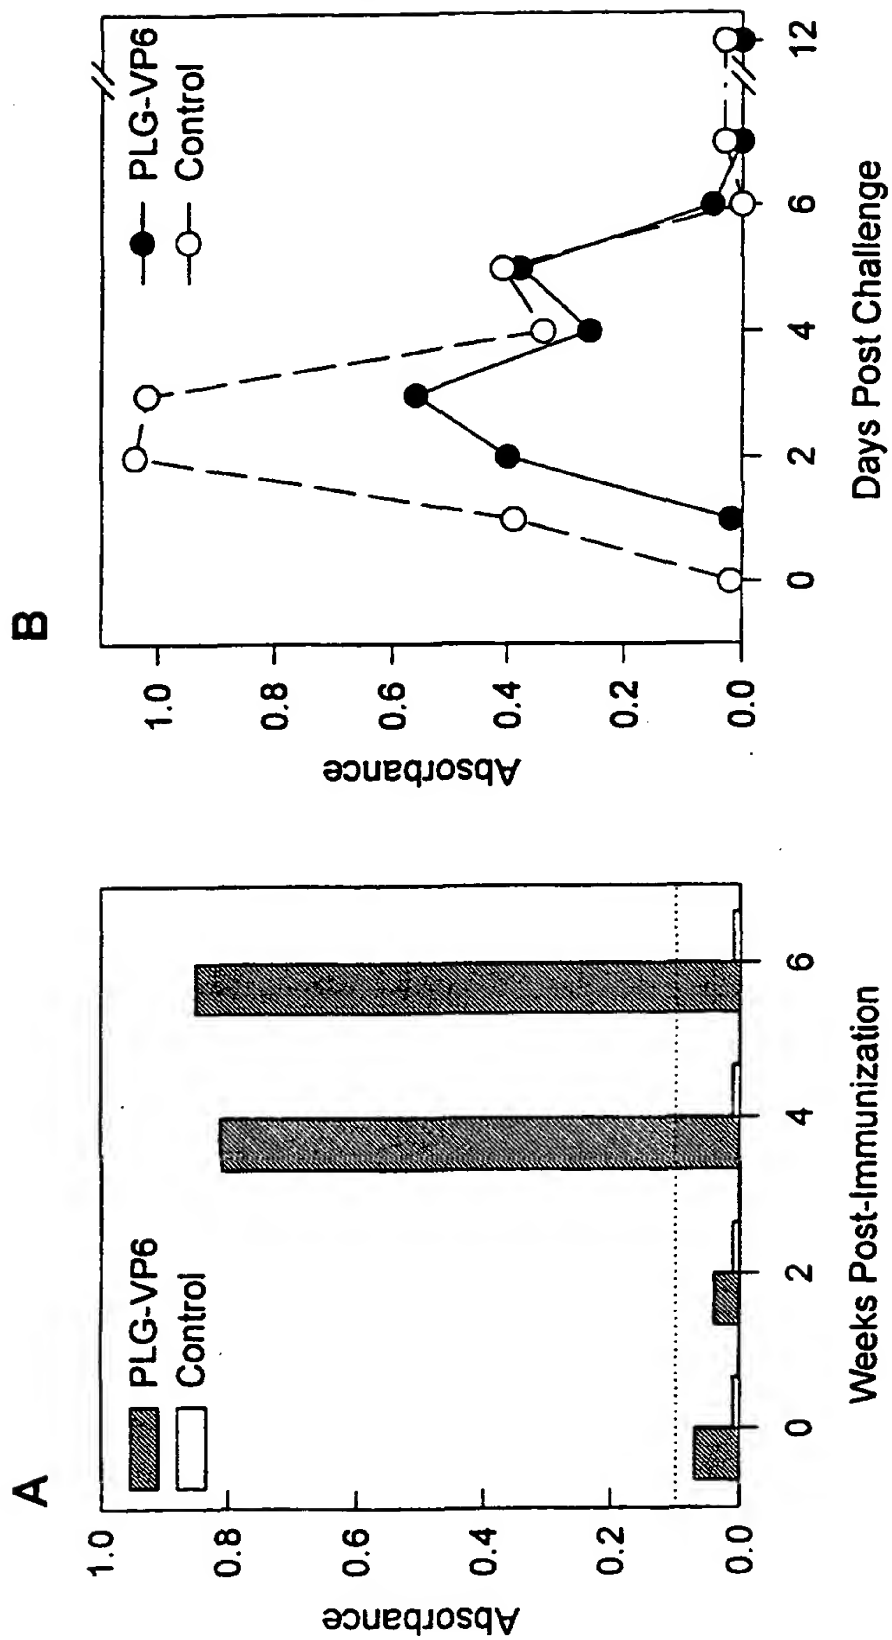 A
PLG-VP6
Control
1.0
0.8
0.6
0.4
0.2
0.0
Absorbance
0 2 4 6
Weeks Post-Immunization
B
PLG-VP6
Control
1.0
0.8
0.6
0.4
0.2
0.0
Absorbance
0 2 4 6 12
Days Post Challenge